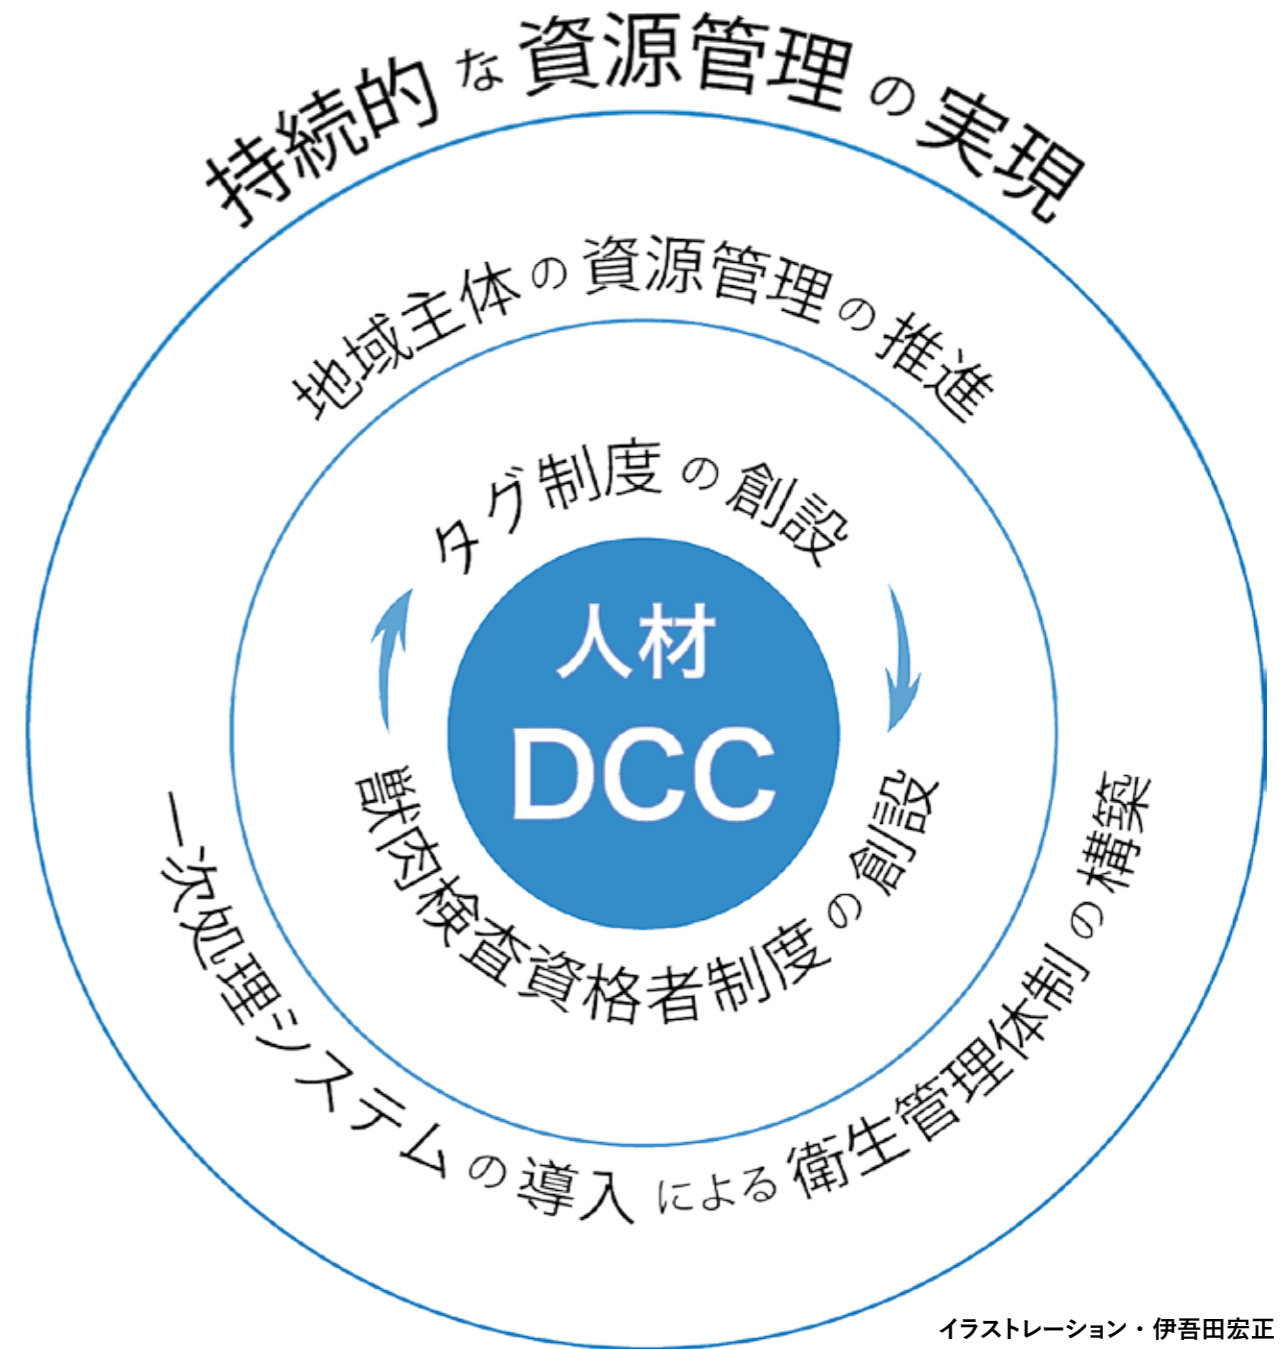 持続的な資源管理の実現
地域主体の資源管理の推進
タグ制度の創設
人材
DCC
獣肉検査資格者制度の創設
一次処理システムの導入による衛生管理体制の構築
イラストレーション・伊吾田宏正